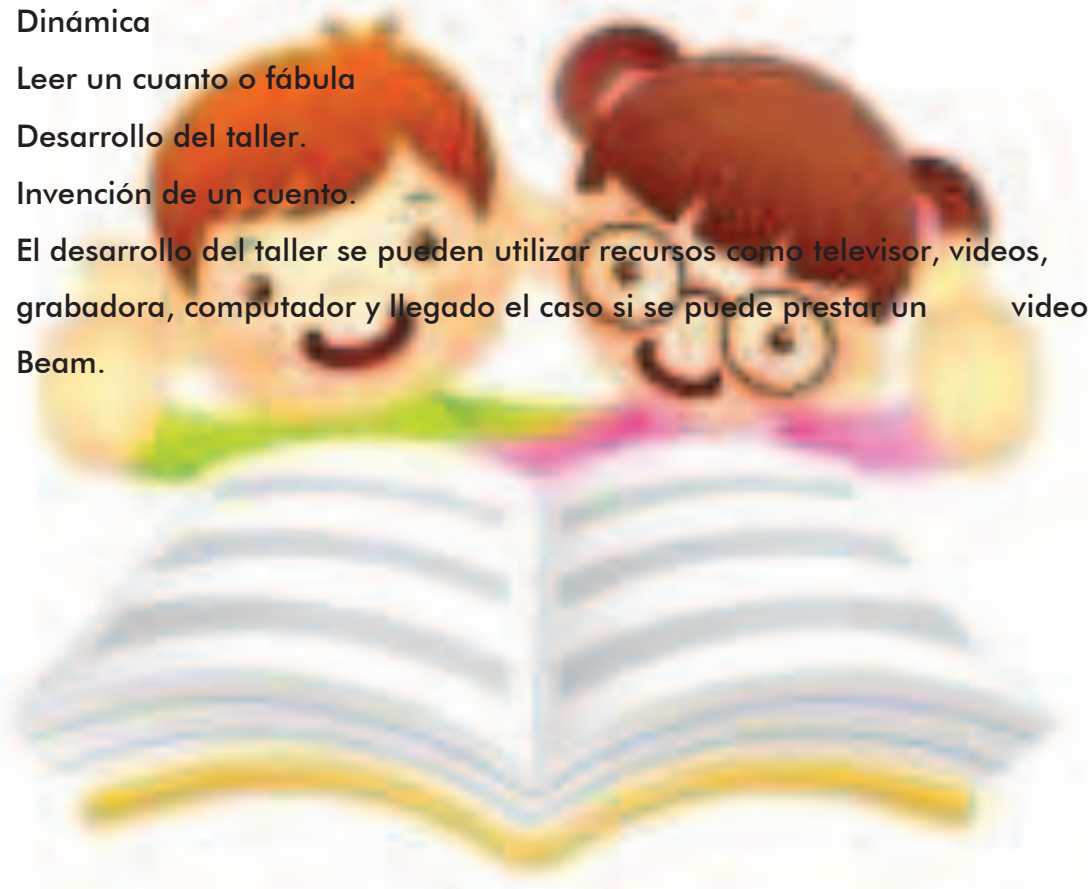 Dinámica
Leer un cuanto o fábula
Desarrollo del taller.
Invención de un cuento.
El desarrollo del taller se pueden utilizar recursos como televisor, videos,
grabadora, computador y llegado el caso si se puede prestar un video
Beam.